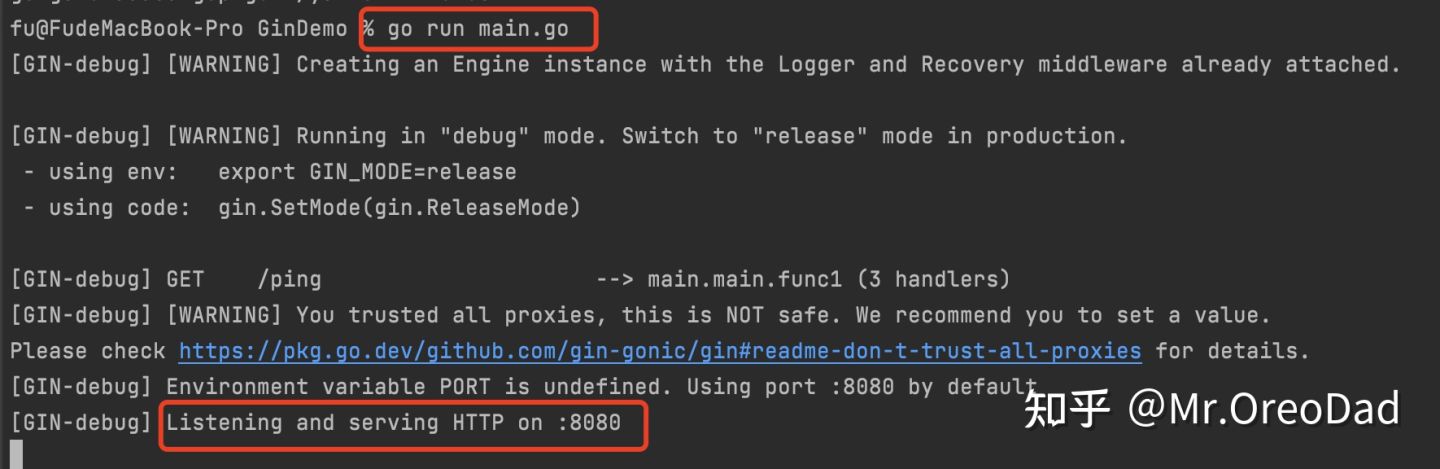 fu@FudeMacBook-Pro GinDemo % go run main.go
[GIN-debug] [WARNING] Creating an Engine instance with the Logger and Recovery middleware already attached.
[GIN-debug] [WARNING] Running in "debug" mode. Switch to "release" mode in production.
- using env:   export GIN_MODE=release
- using code:  gin.SetMode(gin.ReleaseMode)
[GIN-debug] GET    /ping                     --> main.main.func1 (3 handlers)
[GIN-debug] [WARNING] You trusted all proxies, this is NOT safe. We recommend you to set a value.
Please check https://pkg.go.dev/github.com/gin-gonic/gin#readme-don-t-trust-all-proxies for details.
[GIN-debug] Environment variable PORT is undefined. Using port :8080 by default
[GIN-debug] Listening and serving HTTP on :8080
知乎 @Mr.OreoDad